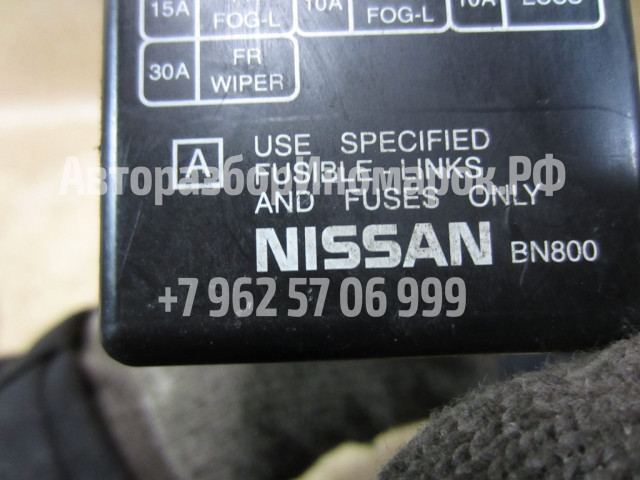 15A FOG-L 10A FOG-L 10A
30A FR WIPER
A USE SPECIFIED
FUSIBLE-LINKS
AND FUSES ONLY
NISSAN BN800
АвторазборИномарок.РФ
+7 962 57 06 999